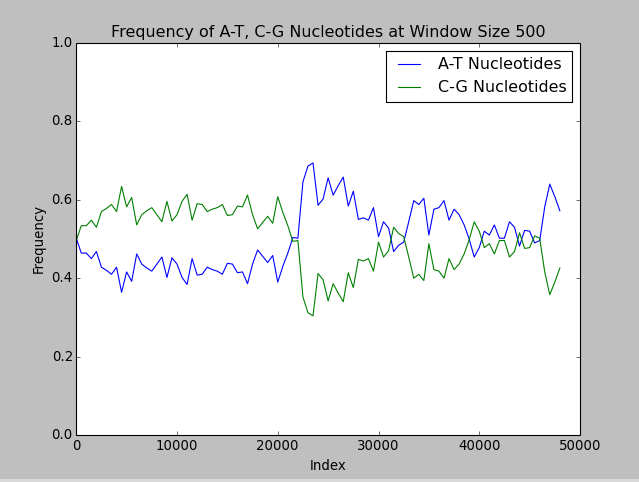 Frequency of A-T, C-G Nucleotides at Window Size 500
1.0
0.8
0.6
0.4
0.2
0.0
Frequency
A-T Nucleotides
C-G Nucleotides
0 10000 20000 30000 40000 50000
Index